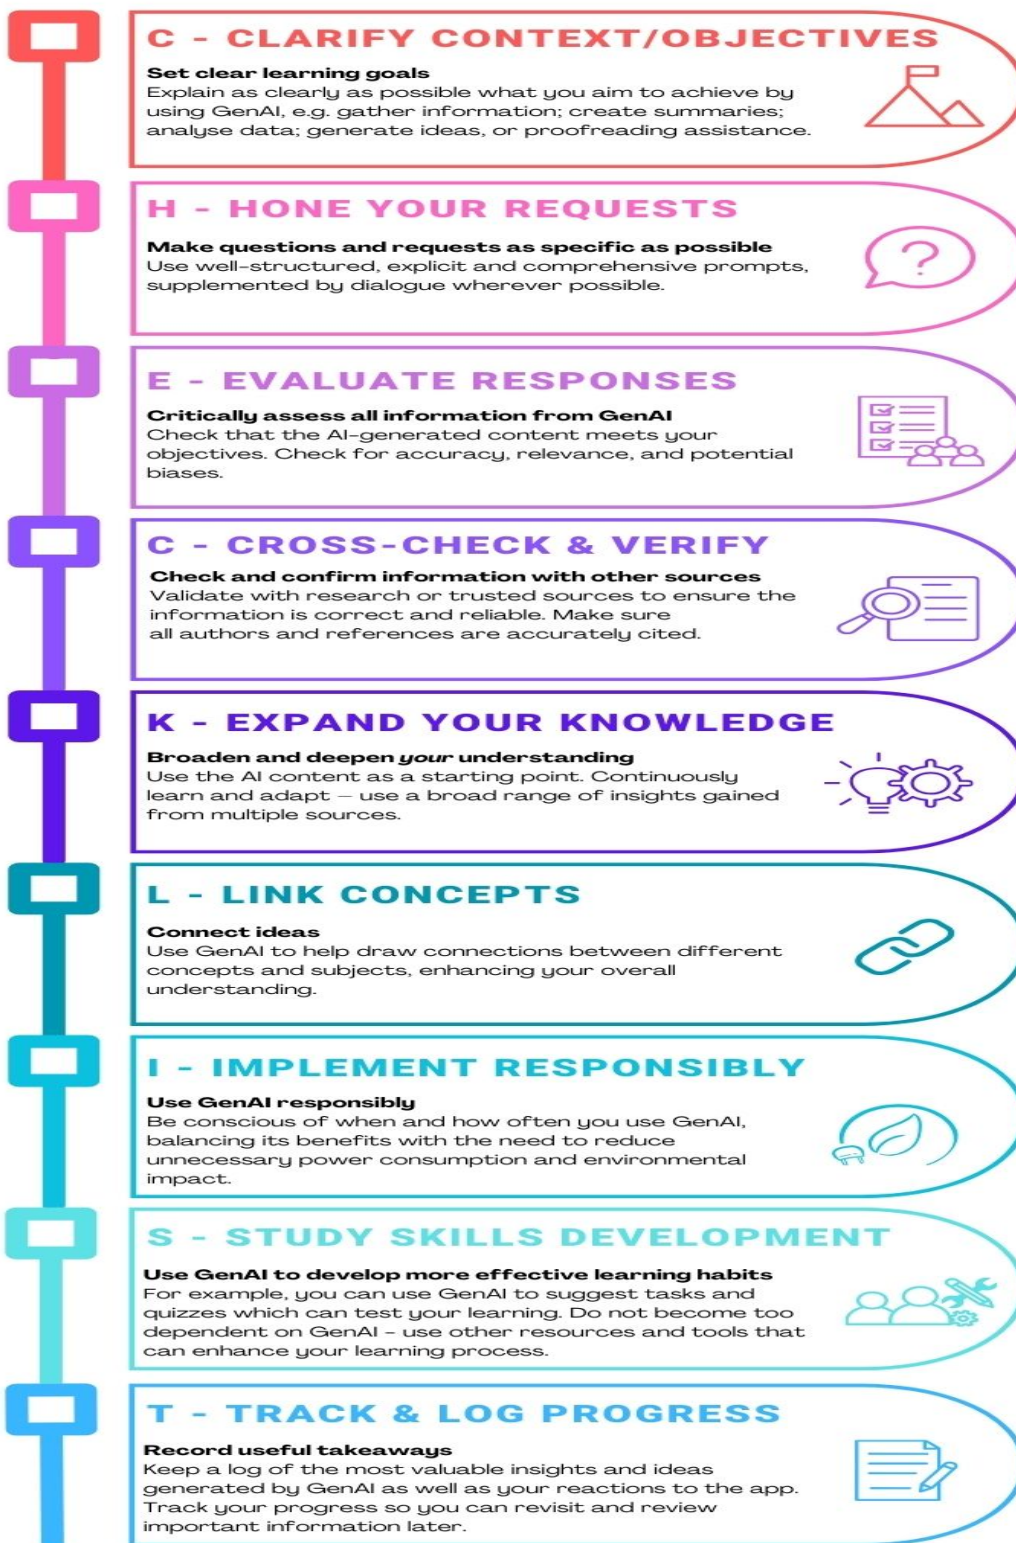 C - CLARIFY CONTEXT/OBJECTIVES
Set clear learning goals
Explain as clearly as possible what you aim to achieve by
using GenAI, e.g. gather information; create summaries;
analyse data; generate ideas, or proofreading assistance.
H - HONE YOUR REQUESTS
Make questions and requests as specific as possible
Use well-structured, explicit and comprehensive prompts,
supplemented by dialogue wherever possible.
?
E - EVALUATE RESPONSES
Critically assess all information from GenAI
Check that the AI-generated content meets your
objectives. Check for accuracy, relevance, and potential
biases.
C - CROSS-CHECK & VERIFY
Check and confirm information with other sources
Validate with research or trusted sources to ensure the
information is correct and reliable. Make sure
all authors and references are accurately cited.
K - EXPAND YOUR KNOWLEDGE
Broaden and deepen your understanding
Use the AI content as a starting point. Continuously
learn and adapt – use a broad range of insights gained
from multiple sources.
L - LINK CONCEPTS
Connect ideas
Use GenAI to help draw connections between different
concepts and subjects, enhancing your overall
understanding.
I - IMPLEMENT RESPONSIBLY
Use GenAI responsibly
Be conscious of when and how often you use GenAI,
balancing its benefits with the need to reduce
unnecessary power consumption and environmental
impact.
S - STUDY SKILLS DEVELOPMENT
Use GenAI to develop more effective learning habits
For example, you can use GenAI to suggest tasks and
quizzes which can test your learning. Do not become too
dependent on GenAI - use other resources and tools that
can enhance your learning process.
T - TRACK & LOG PROGRESS
Record useful takeaways
Keep a log of the most valuable insights and ideas
generated by GenAI as well as your reactions to the app.
Track your progress so you can revisit and review
important information later.